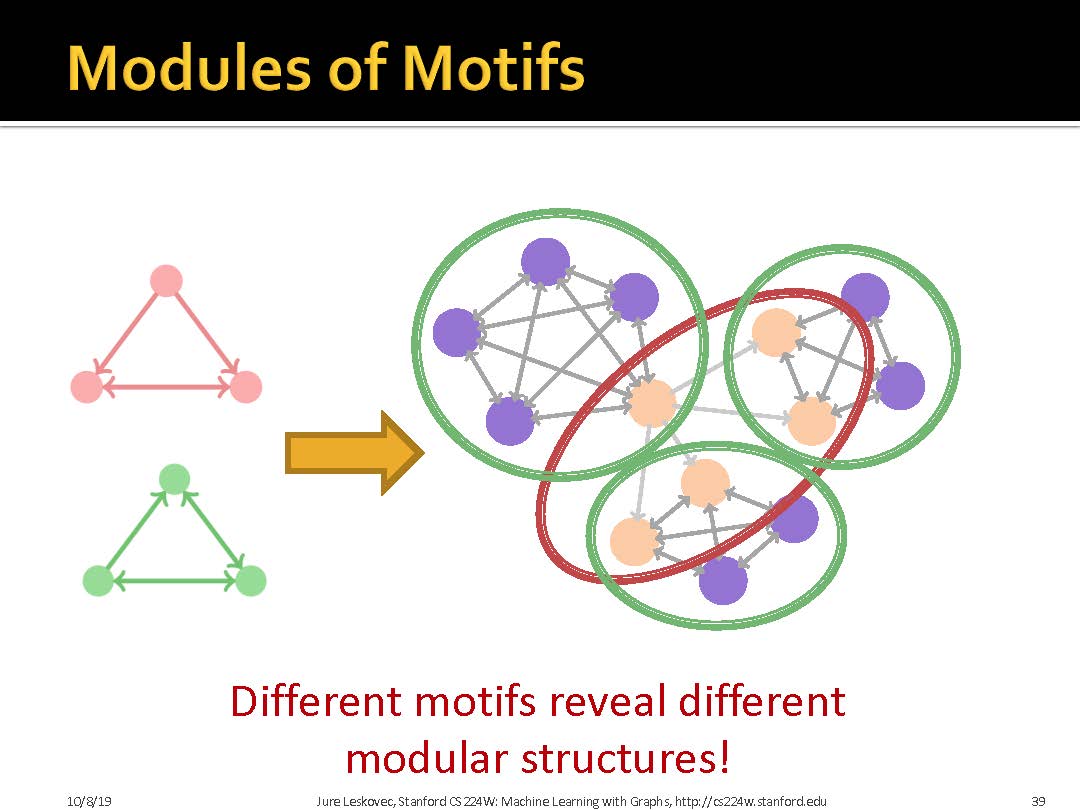 Modules of Motifs
Different motifs reveal different
modular structures!
10/8/19
Jure Leskovec, Stanford CS224W: Machine Learning with Graphs, http://cs224w.stanford.edu
39